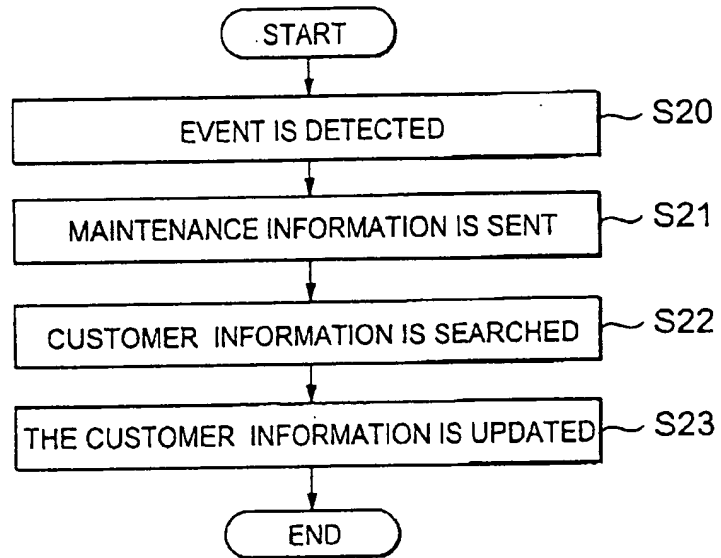 START
EVENT IS DETECTED
S20
MAINTENANCE INFORMATION IS SENT
S21
CUSTOMER INFORMATION IS SEARCHED
S22
THE CUSTOMER INFORMATION IS UPDATED
S23
END